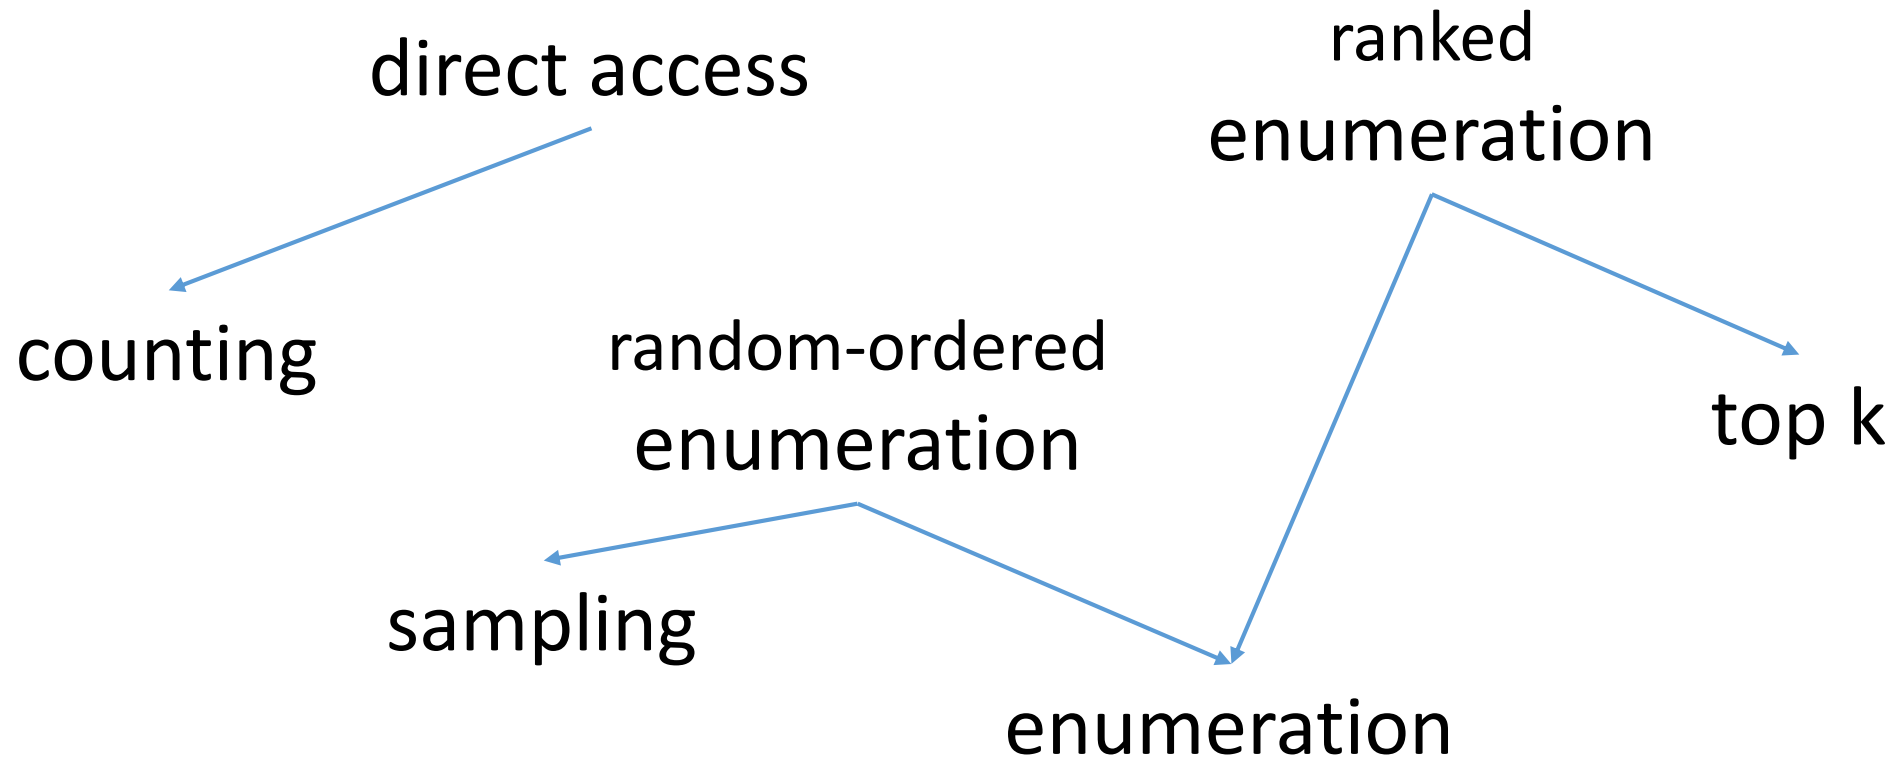 direct access
ranked
enumeration
counting
random-ordered
enumeration
top k
sampling
enumeration